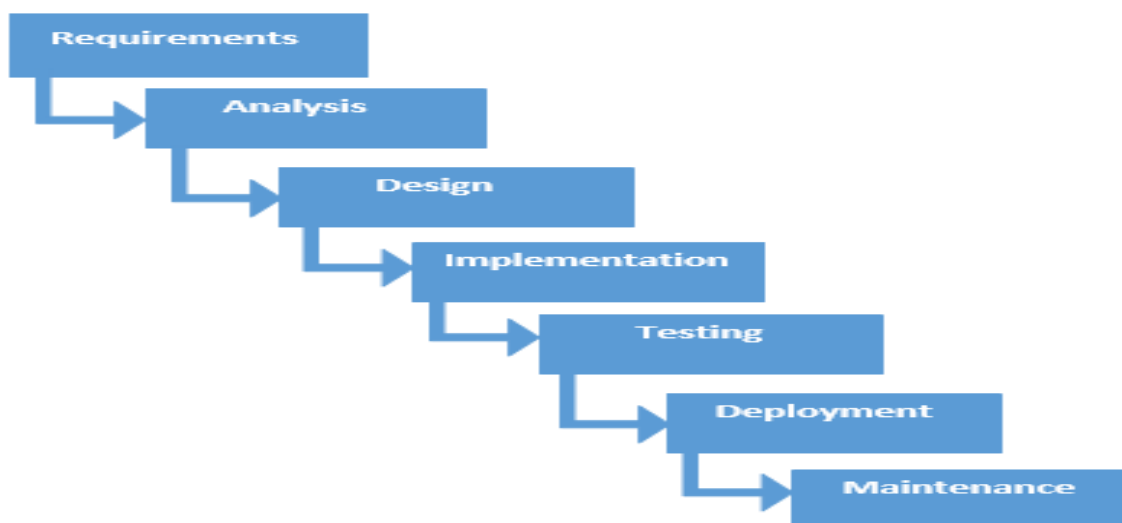 Requirements
Analysis
Design
Implementation
Testing
Deployment
Maintenance